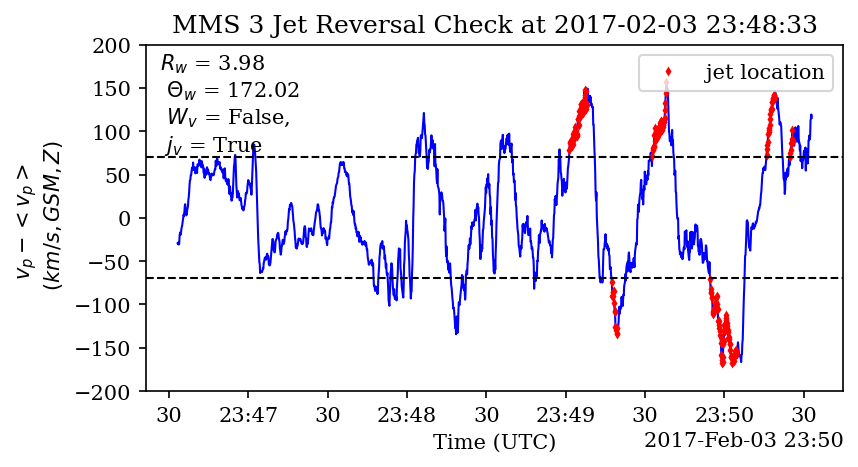 MMS 3 Jet Reversal Check at 2017-02-03 23:48:33
R_w = 3.98
Θ_w = 172.02
W_v = False,
j_v = True
jet location
v_p − <v_p>
(km/s, GSM, Z)
200
150
100
50
0
−50
−100
−150
−200
30 23:47 30 23:48 30 23:49 30 23:50 30
Time (UTC)
2017-Feb-03 23:50